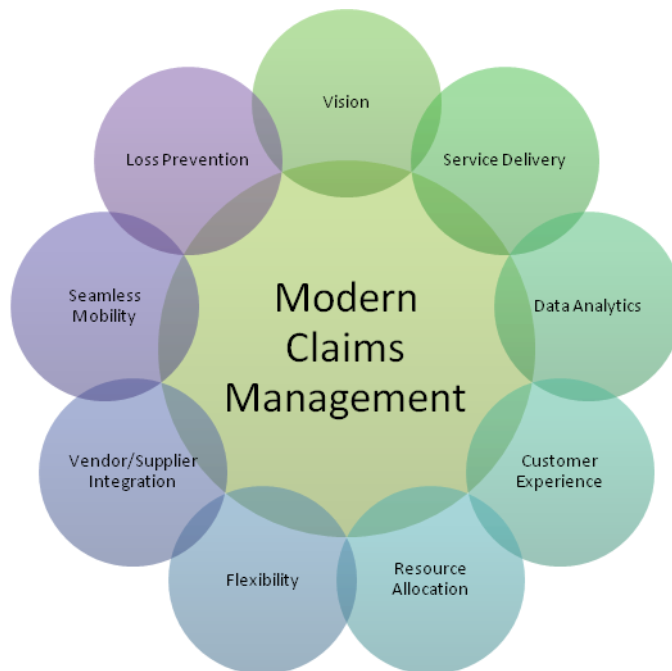 Vision
Service Delivery
Data Analytics
Customer
Experience
Resource
Allocation
Flexibility
Vendor/Supplier
Integration
Seamless
Mobility
Loss Prevention
Modern
Claims
Management